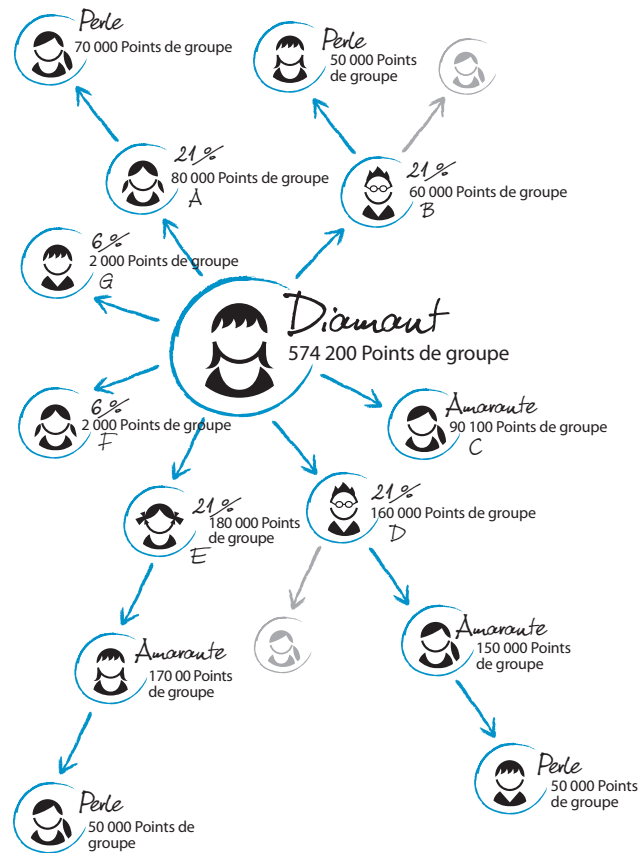 Perle
70 000 Points de groupe
Perle
50 000 Points
de groupe
21%
80 000 Points de groupe
A
21%
60 000 Points de groupe
B
6%
2 000 Points de groupe
G
Diamant
574 200 Points de groupe
6%
2 000 Points de groupe
F
Amarante
90 100 Points de groupe
C
21%
180 000 Points
de groupe
E
21%
160 000 Points de groupe
D
Amarante
170 00 Points
de groupe
Amarante
150 000 Points
de groupe
Perle
50 000 Points de
groupe
Perle
50 000 Points
de groupe